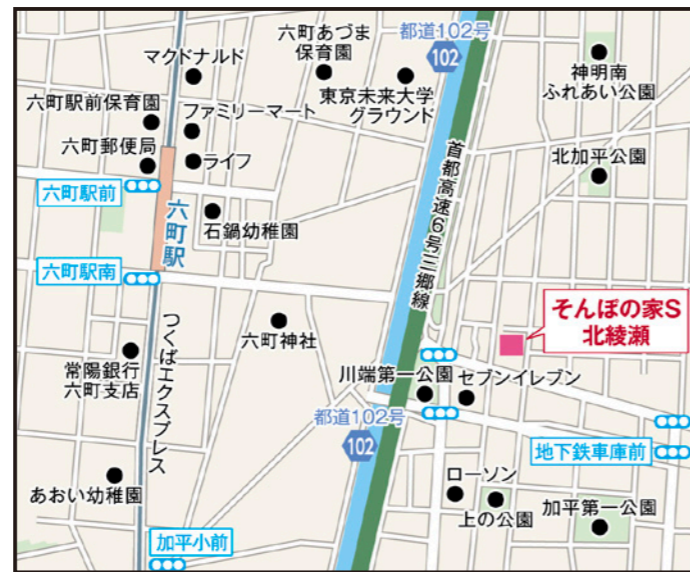 六町あづま
保育園
都道102号
102
マクドナルド
東京未来大学
グラウンド
神明南
ふれあい公園
六町駅前保育園
ファミリーマート
六町郵便局
ライフ
北加平公園
六町駅前
六町駅
石鍋幼稚園
首都高速6号三郷線
六町駅南
そんぽの家S
北綾瀬
六町神社
つくばエクスプレス
常陽銀行
六町支店
川端第一公園
セブンイレブン
都道102号
102
地下鉄車庫前
あおい幼稚園
ローソン
上の公園
加平第一公園
加平小前